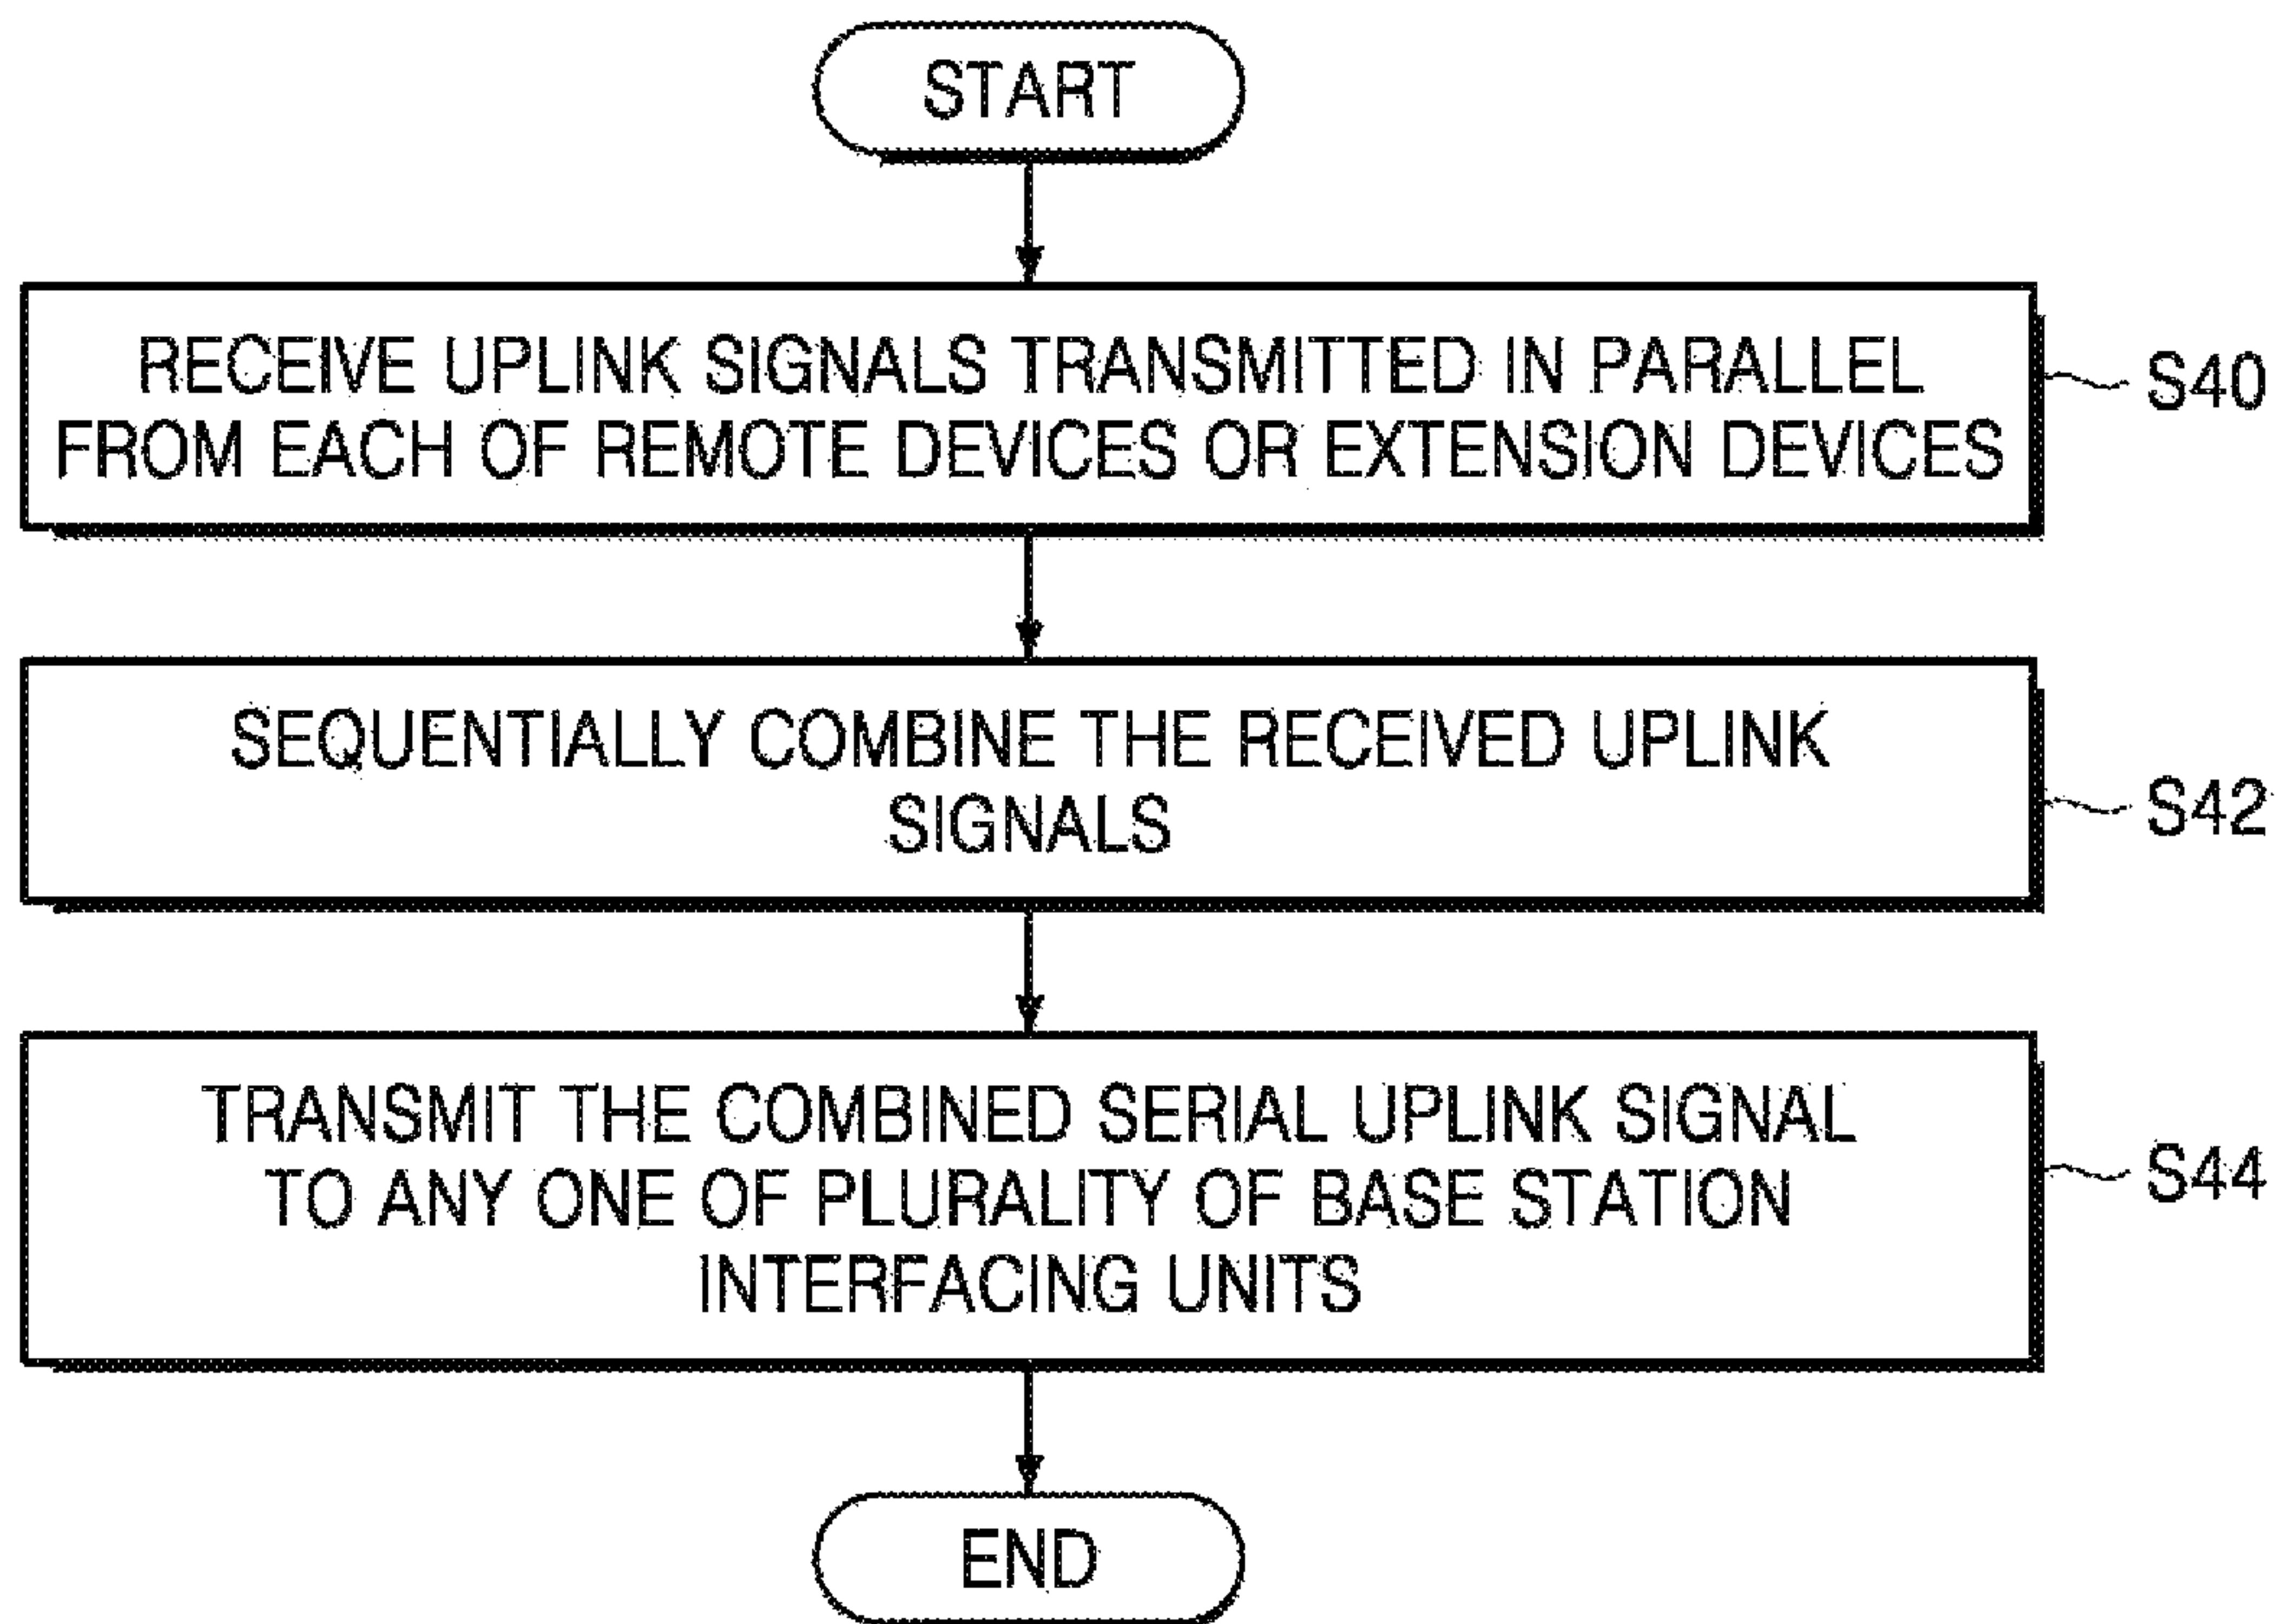 START
RECEIVE UPLINK SIGNALS TRANSMITTED IN PARALLEL
FROM EACH OF REMOTE DEVICES OR EXTENSION DEVICES
S40
SEQUENTIALLY COMBINE THE RECEIVED UPLINK
SIGNALS
S42
TRANSMIT THE COMBINED SERIAL UPLINK SIGNAL
TO ANY ONE OF PLURALITY OF BASE STATION
INTERFACING UNITS
S44
END